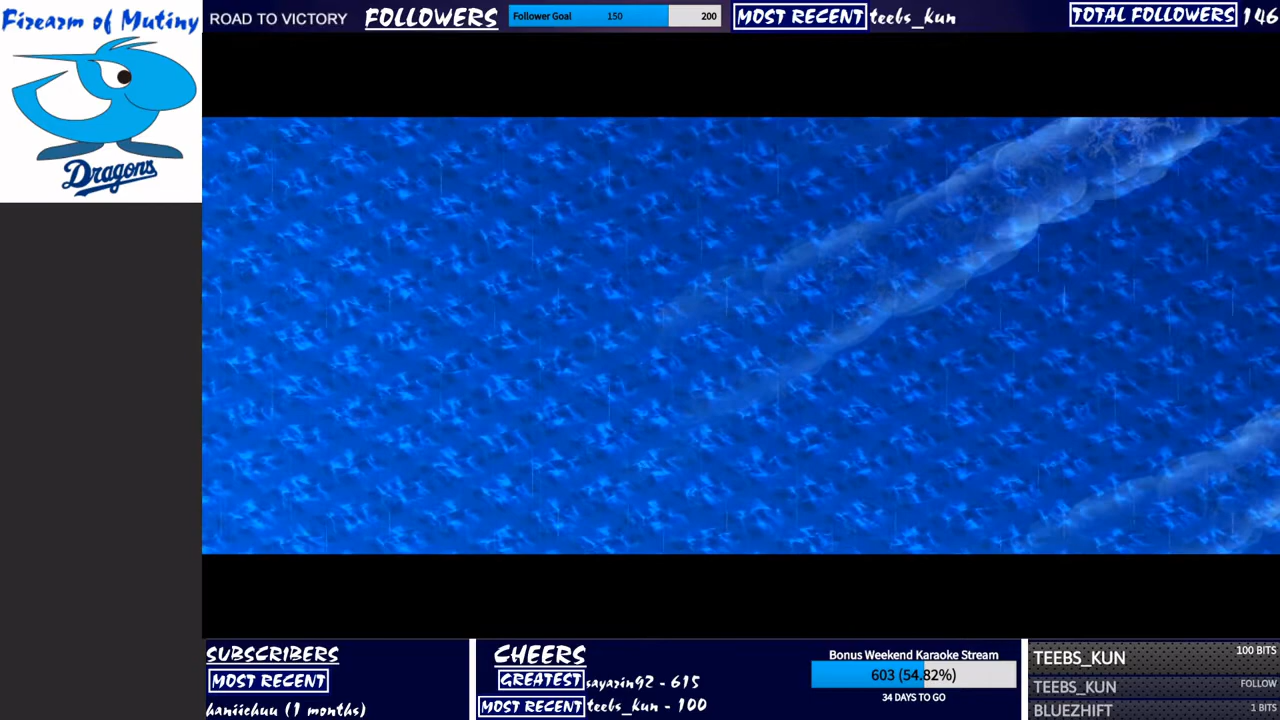 Firearm of Mutiny
Dragons
ROAD TO VICTORY
FOLLOWERS
Follower Goal 150 200
MOST RECENT teebs_kun
TOTAL FOLLOWERS 146
SUBSCRIBERS
MOST RECENT
haniichuu (1 months)
CHEERS
GREATEST sayarin92 - 615
MOST RECENT teebs_kun - 100
Bonus Weekend Karaoke Stream
603 (54.82%)
34 DAYS TO GO
TEEBS_KUN 100 BITS
TEEBS_KUN FOLLOW
BLUEZHIFT 1 BITS